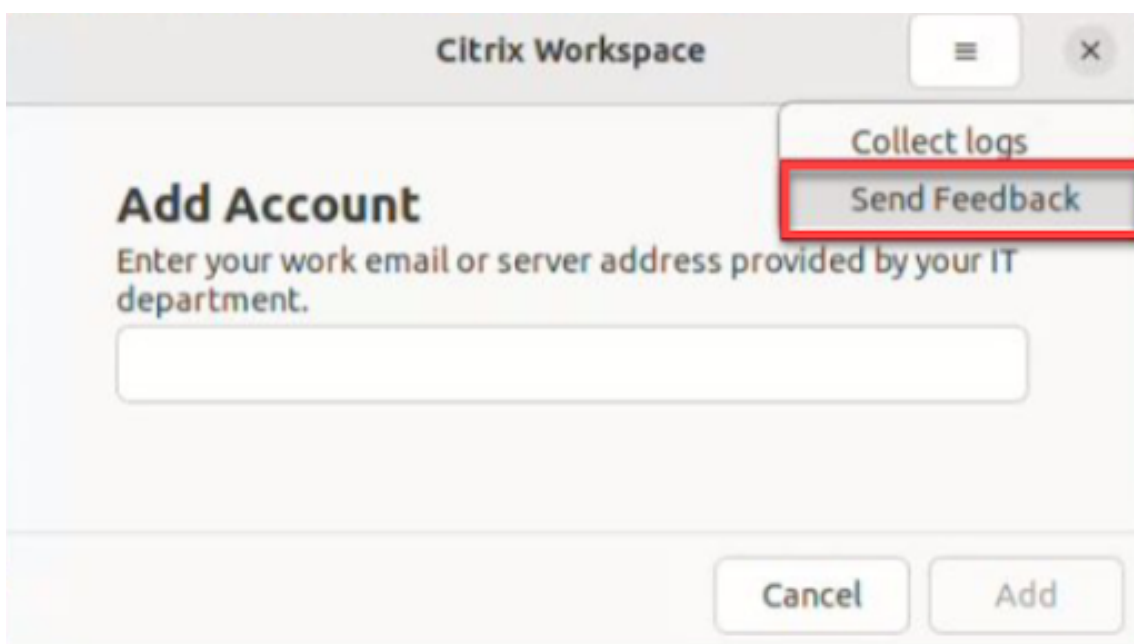 Citrix Workspace
Collect logs
Send Feedback
Add Account
Enter your work email or server address provided by your IT
department.
Cancel
Add